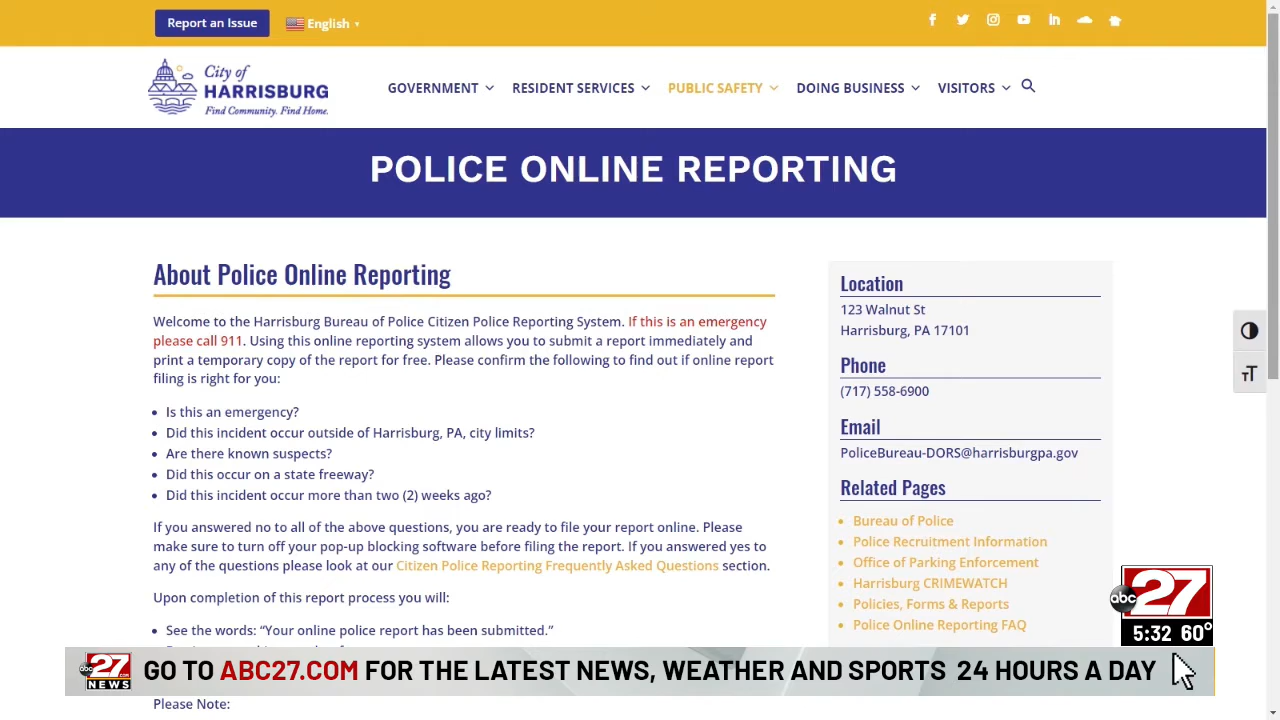 Report an Issue
English
City of
HARRISBURG
Find Community. Find Home.
GOVERNMENT
RESIDENT SERVICES
PUBLIC SAFETY
DOING BUSINESS
VISITORS
POLICE ONLINE REPORTING
About Police Online Reporting
Welcome to the Harrisburg Bureau of Police Citizen Police Reporting System. If this is an emergency
please call 911. Using this online reporting system allows you to submit a report immediately and
print a temporary copy of the report for free. Please confirm the following to find out if online report
filing is right for you:
Is this an emergency?
Did this incident occur outside of Harrisburg, PA, city limits?
Are there known suspects?
Did this occur on a state freeway?
Did this incident occur more than two (2) weeks ago?
If you answered no to all of the above questions, you are ready to file your report online. Please
make sure to turn off your pop-up blocking software before filing the report. If you answered yes to
any of the questions please look at our Citizen Police Reporting Frequently Asked Questions section.
Upon completion of this report process you will:
See the words: “Your online police report has been submitted.”
Please Note:
Location
123 Walnut St
Harrisburg, PA 17101
Phone
(717) 558-6900
Email
PoliceBureau-DORS@harrisburgpa.gov
Related Pages
Bureau of Police
Police Recruitment Information
Office of Parking Enforcement
Harrisburg CRIMEWATCH
Policies, Forms & Reports
Police Online Reporting FAQ
abc 27
5:32 60°
abc 27 NEWS
GO TO ABC27.COM FOR THE LATEST NEWS, WEATHER AND SPORTS 24 HOURS A DAY